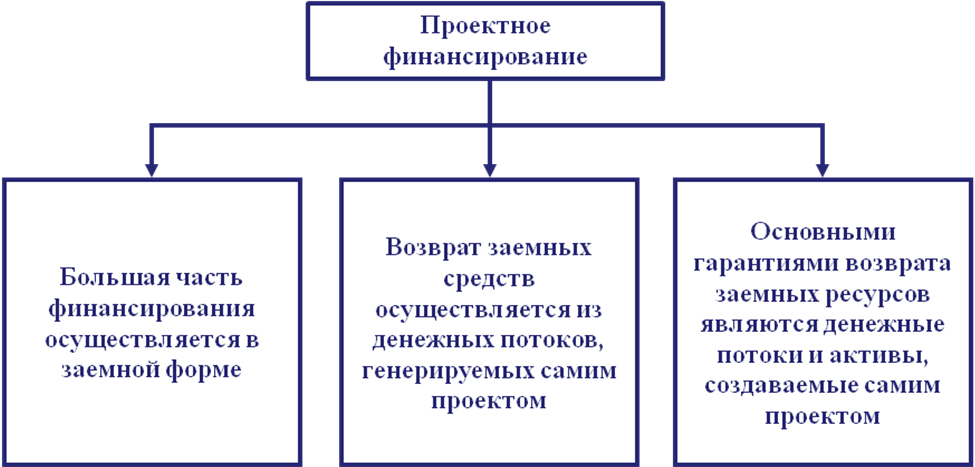 Проектное
финансирование
Большая часть
финансирования
осуществляется в
заемной форме
Возврат заемных
средств
осуществляется из
денежных потоков,
генерируемых самим
проектом
Основными
гарантиями возврата
заемных ресурсов
являются денежные
потоки и активы,
создаваемые самим
проектом